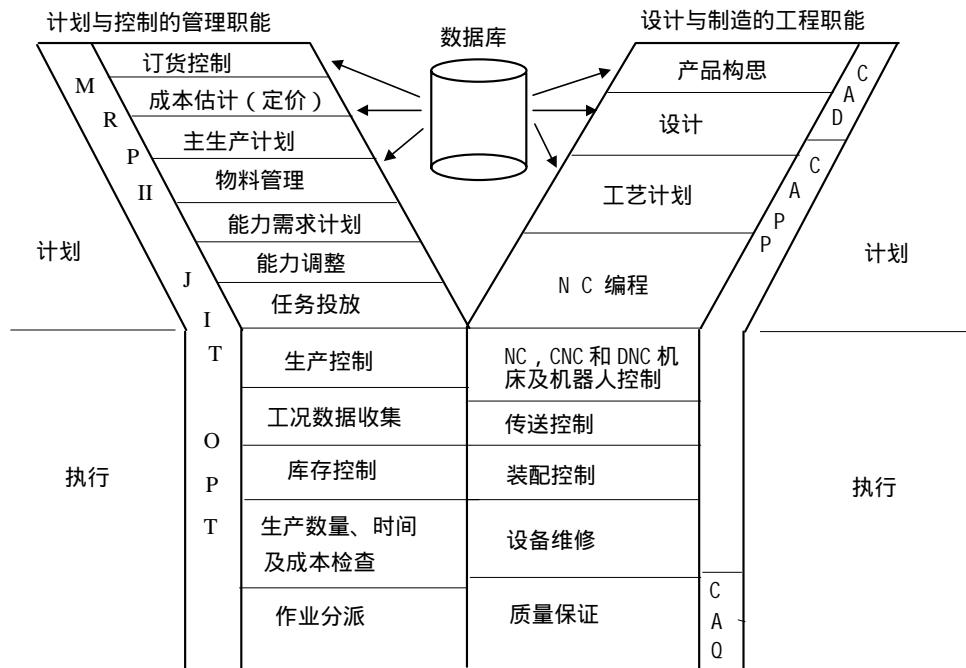 计划与控制的管理职能
设计与制造的工程职能
数据库
订货控制
成本估计（定价）
主生产计划
物料管理
能力需求计划
能力调整
任务投放
MRPII
JIT
OPT
产品构思
设计
工艺计划
NC 编程
CAD
CAPP
计划
计划
生产控制
工况数据收集
库存控制
生产数量、时间
及成本检查
作业分派
NC，CNC 和 DNC 机
床及机器人控制
传送控制
装配控制
设备维修
质量保证
CAQ
执行
执行